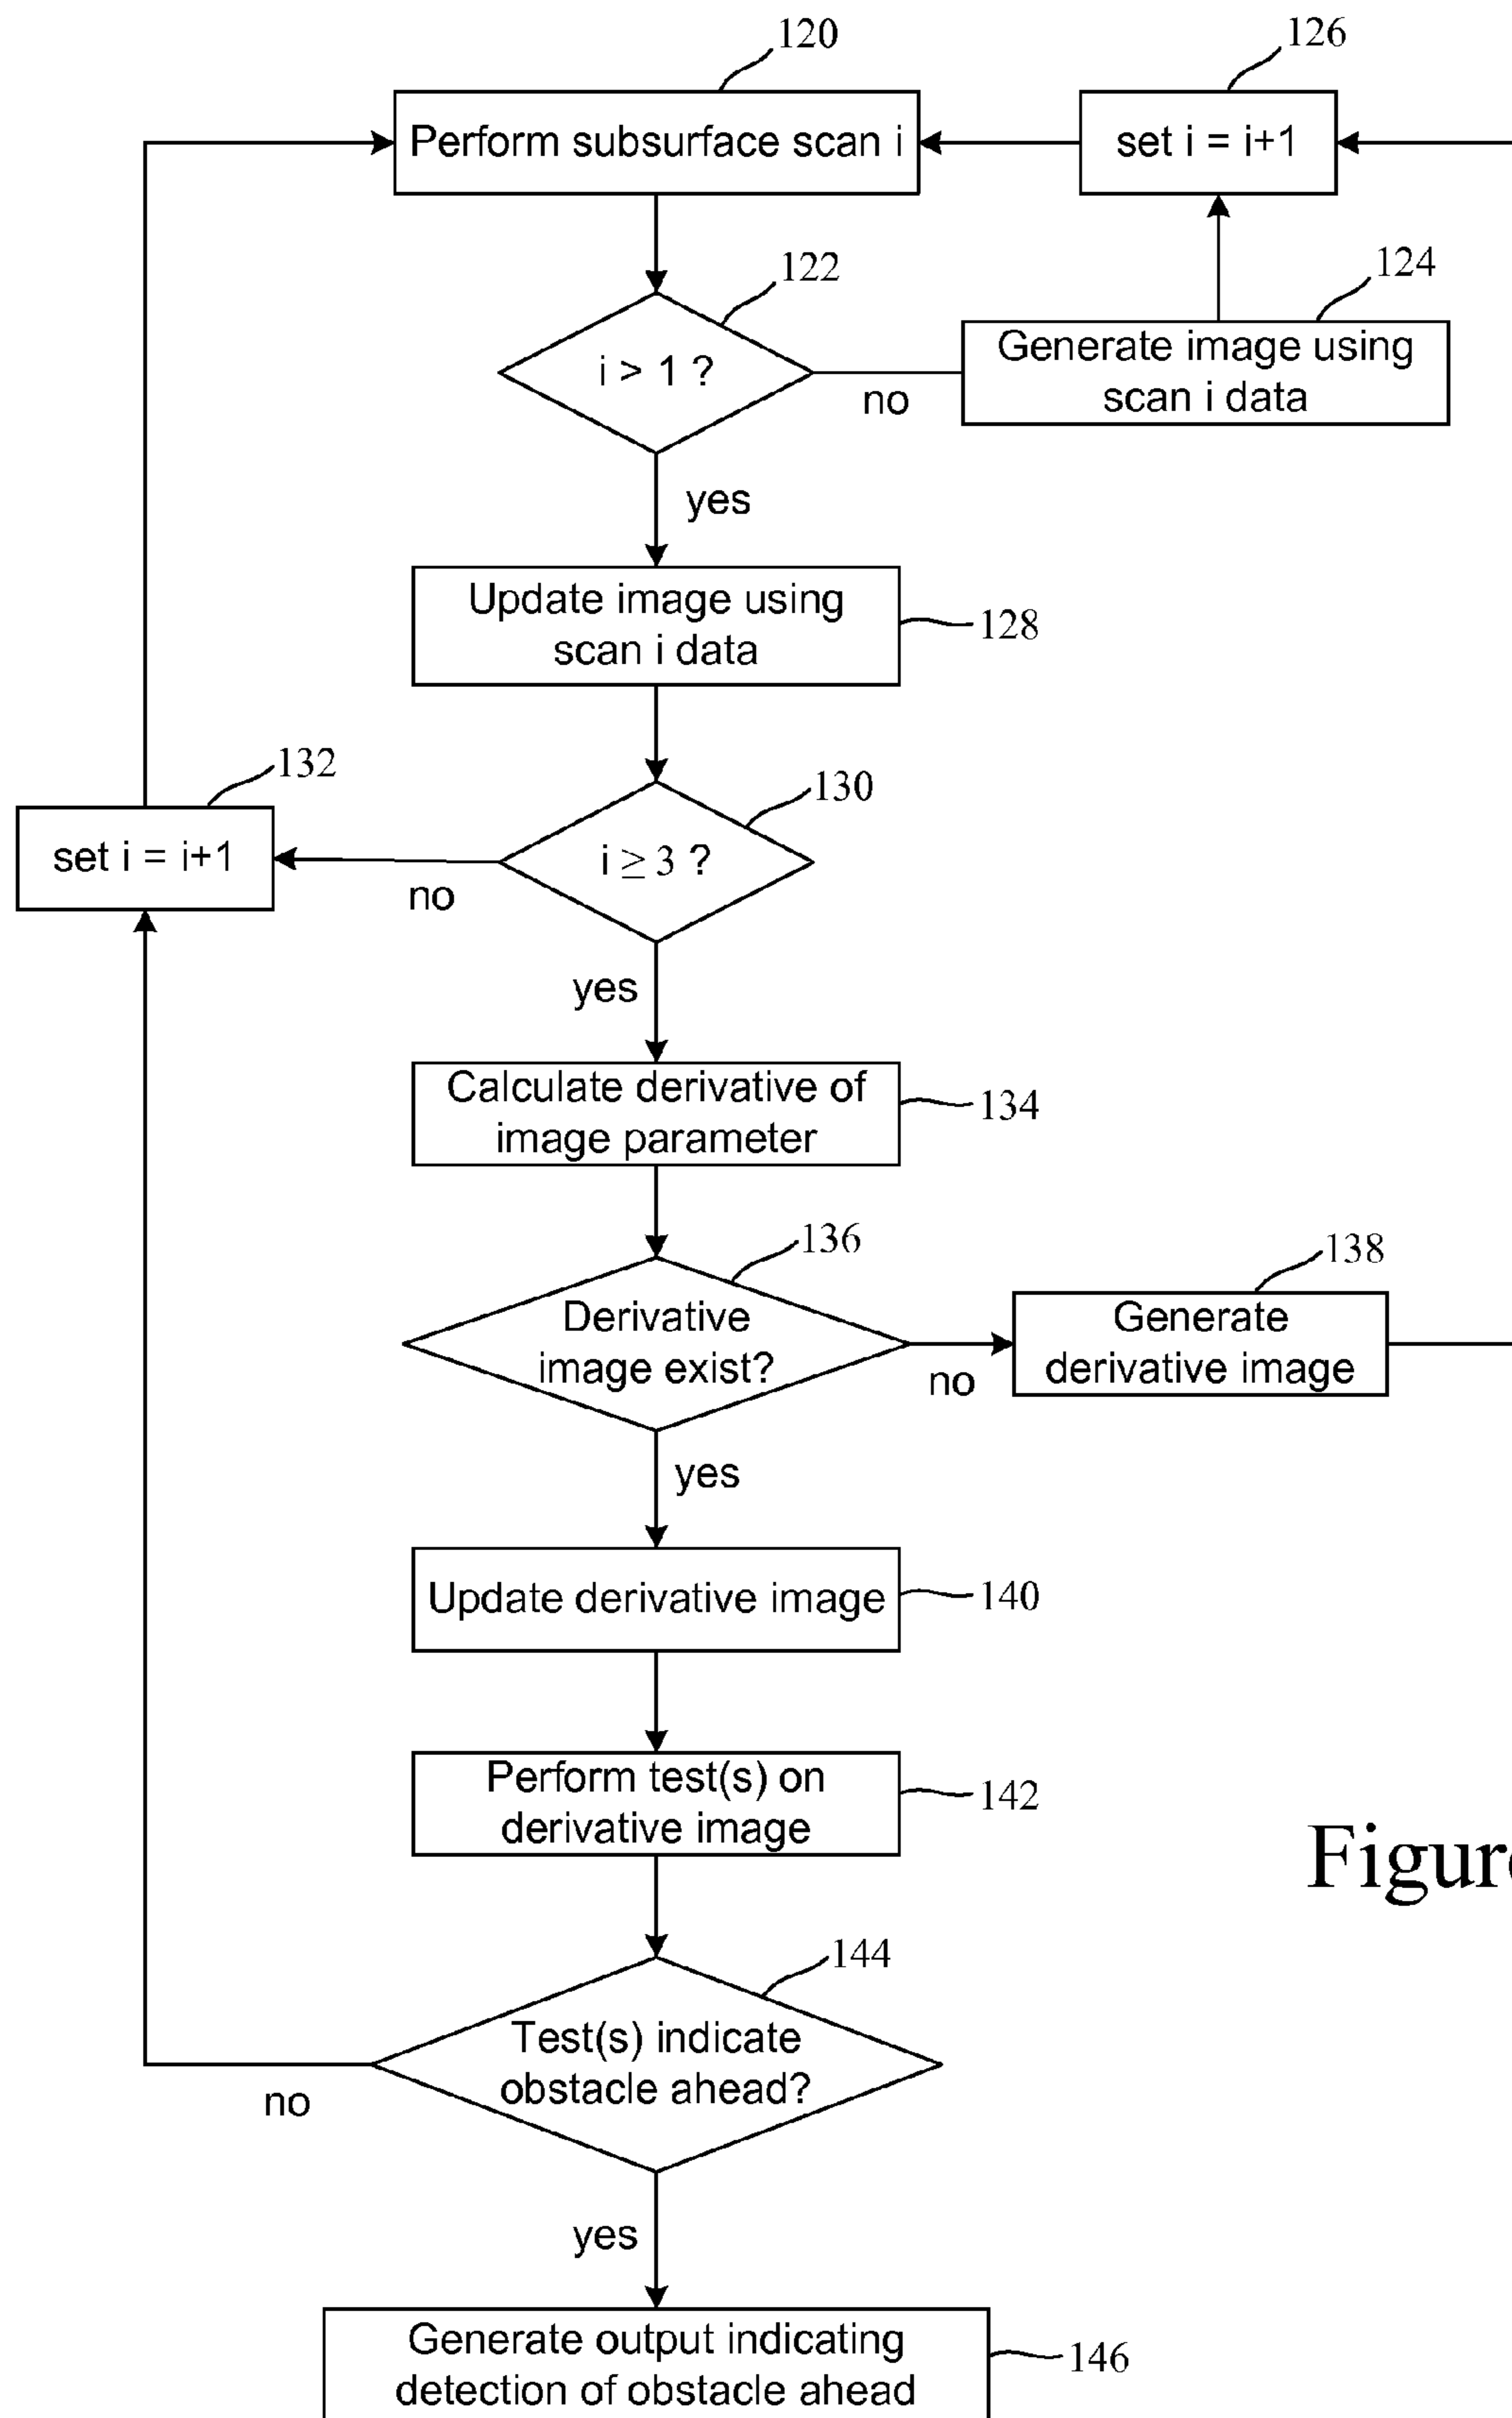 120
126
Perform subsurface scan i
set i = i+1
122
124
i > 1 ?
no
Generate image using
scan i data
yes
Update image using
scan i data
128
132
130
set i = i+1
i ≥ 3 ?
no
yes
Calculate derivative of
image parameter
134
136
138
Derivative
image exist?
no
Generate
derivative image
yes
Update derivative image
140
Perform test(s) on
derivative image
142
Figure
144
Test(s) indicate
obstacle ahead?
no
yes
Generate output indicating
detection of obstacle ahead
146